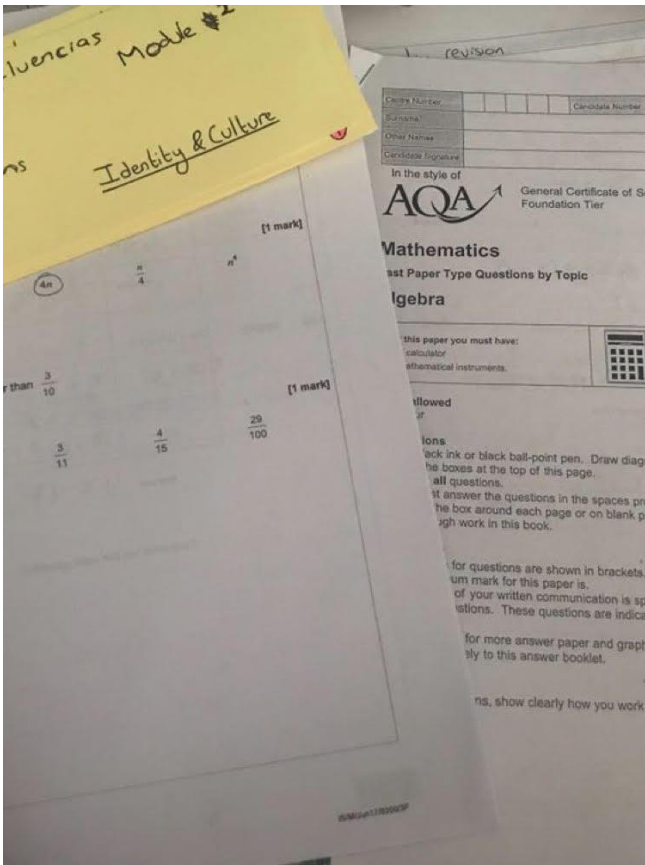 Module #2
Identity & Culture
[1 mark]
4n
n/4
n⁴
than 3/10
[1 mark]
3/11
4/15
29/100
revision
Centre Number
Candidate Number
Surname
Other Names
Candidate Signature
In the style of
AQA
General Certificate of S
Foundation Tier
Mathematics
ast Paper Type Questions by Topic
lgebra
this paper you must have:
calculator
athematical instruments.
llowed
ur
ions
ack ink or black ball-point pen. Draw diag
he boxes at the top of this page.
all questions.
t answer the questions in the spaces pr
he box around each page or on blank p
ugh work in this book.
for questions are shown in brackets
um mark for this paper is.
of your written communication is sp
stions. These questions are indica
for more answer paper and graph
ely to this answer booklet.
ns, show clearly how you work